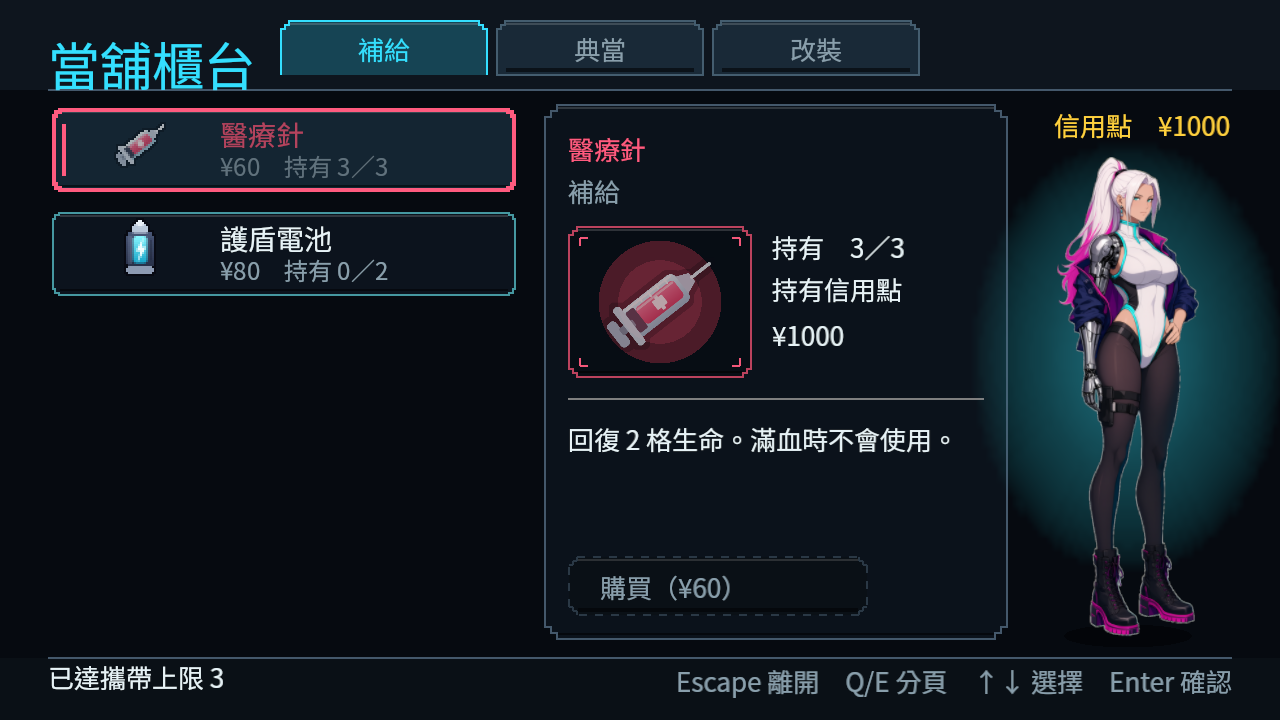 當舖櫃台
補給
典當
改裝
信用點 ¥1000
醫療針
¥60 持有 3／3
護盾電池
¥80 持有 0／2
醫療針
補給
持有 3／3
持有信用點
¥1000
回復 2 格生命。滿血時不會使用。
購買（¥60）
已達攜帶上限 3
Escape 離開 Q/E 分頁 ↑↓ 選擇 Enter 確認